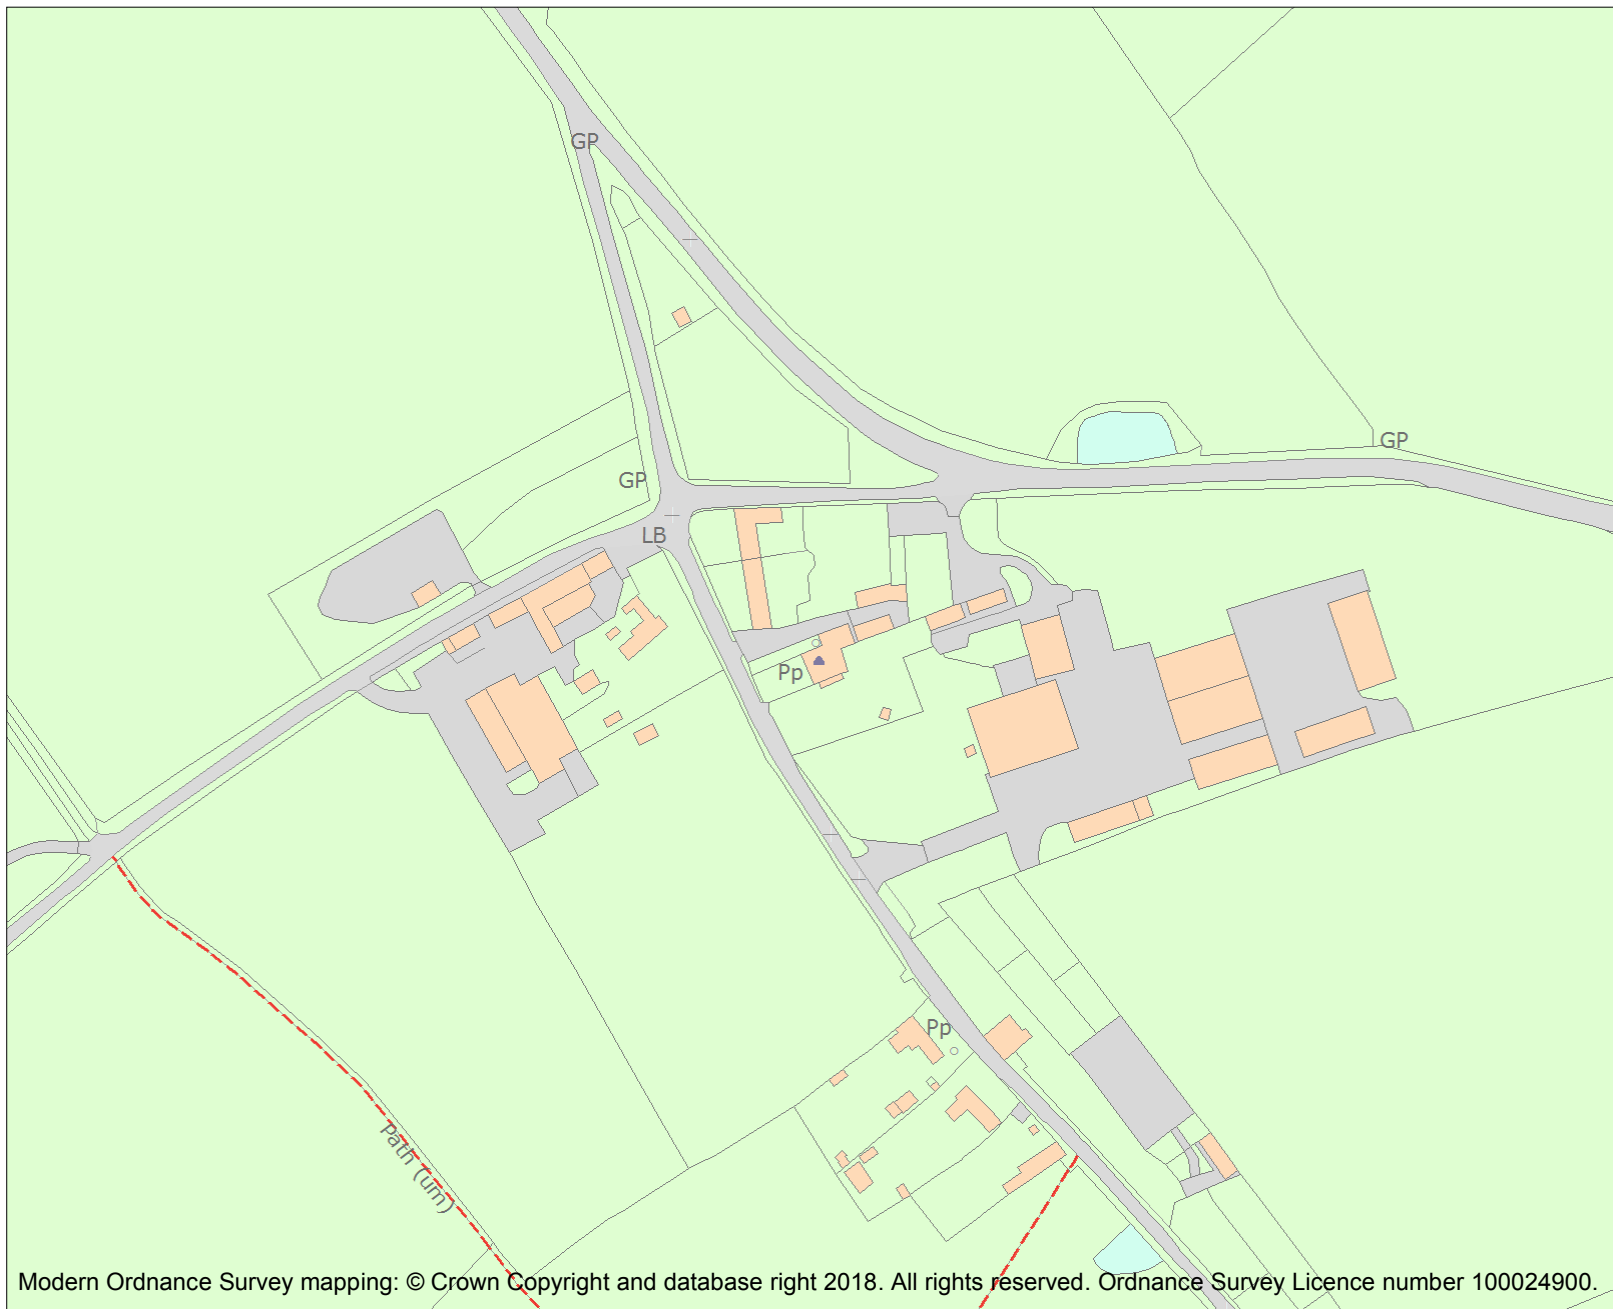 GP
GP
GP
LB
Pp
Pp
Path (um)
Modern Ordnance Survey mapping: © Crown Copyright and database right 2018. All rights reserved. Ordnance Survey Licence number 100024900.